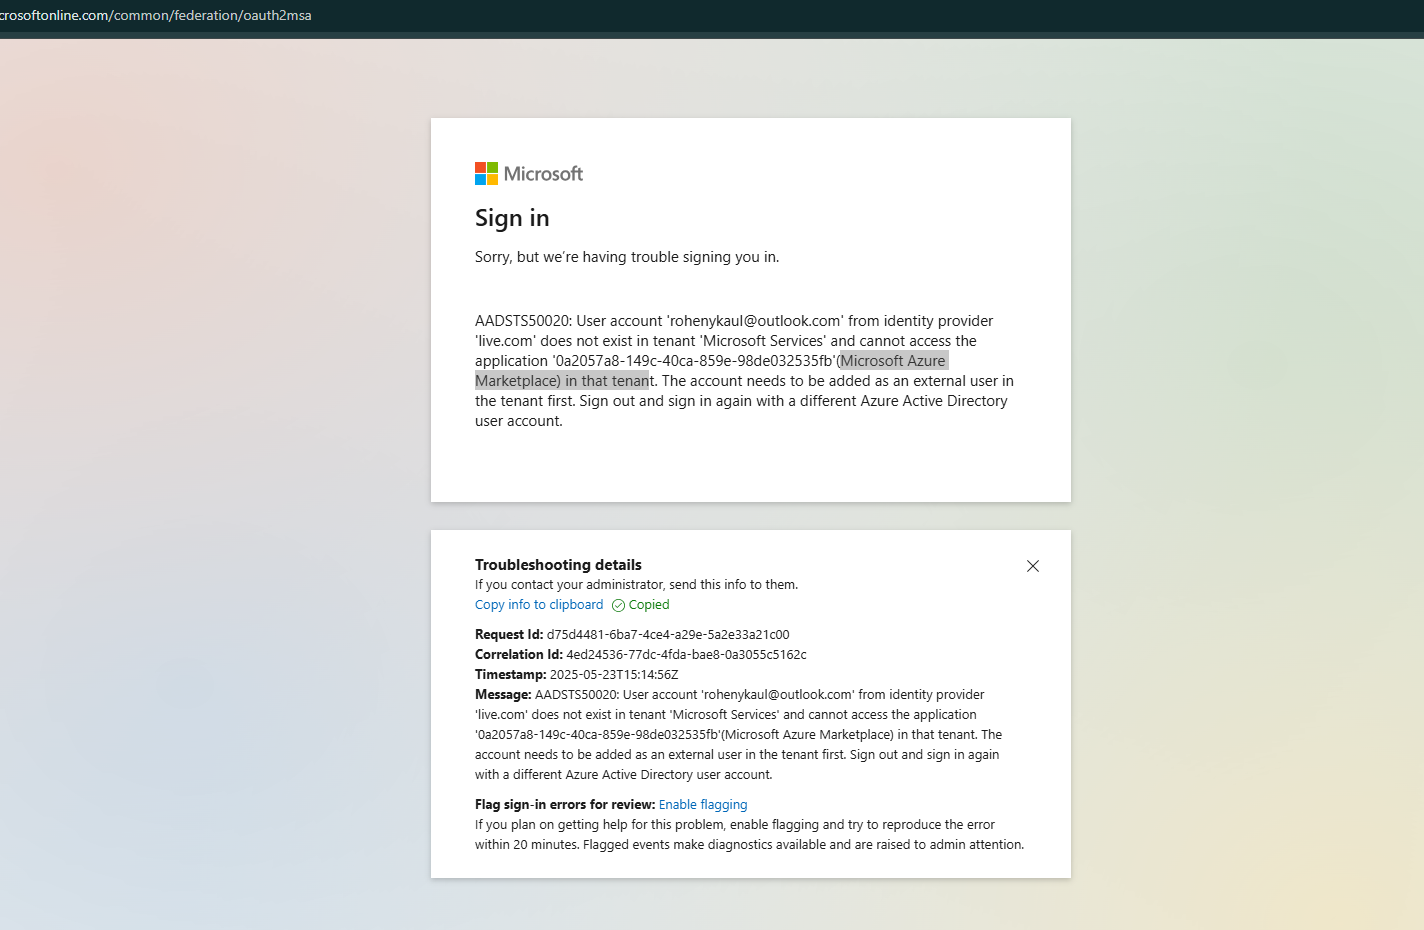 crosoftonline.com/common/federation/oauth2msa
Microsoft
Sign in
Sorry, but we're having trouble signing you in.
AADSTS50020: User account 'rohenykaul@outlook.com' from identity provider
'live.com' does not exist in tenant 'Microsoft Services' and cannot access the
application '0a2057a8-149c-40ca-859e-98de032535fb'(Microsoft Azure
Marketplace) in that tenant. The account needs to be added as an external user in
the tenant first. Sign out and sign in again with a different Azure Active Directory
user account.
Troubleshooting details
If you contact your administrator, send this info to them.
Copy info to clipboard Copied
Request Id: d75d4481-6ba7-4ce4-a29e-5a2e33a21c00
Correlation Id: 4ed24536-77dc-4fda-bae8-0a3055c5162c
Timestamp: 2025-05-23T15:14:56Z
Message: AADSTS50020: User account 'rohenykaul@outlook.com' from identity provider
'live.com' does not exist in tenant 'Microsoft Services' and cannot access the application
'0a2057a8-149c-40ca-859e-98de032535fb'(Microsoft Azure Marketplace) in that tenant. The
account needs to be added as an external user in the tenant first. Sign out and sign in again
with a different Azure Active Directory user account.
Flag sign-in errors for review: Enable flagging
If you plan on getting help for this problem, enable flagging and try to reproduce the error
within 20 minutes. Flagged events make diagnostics available and are raised to admin attention.